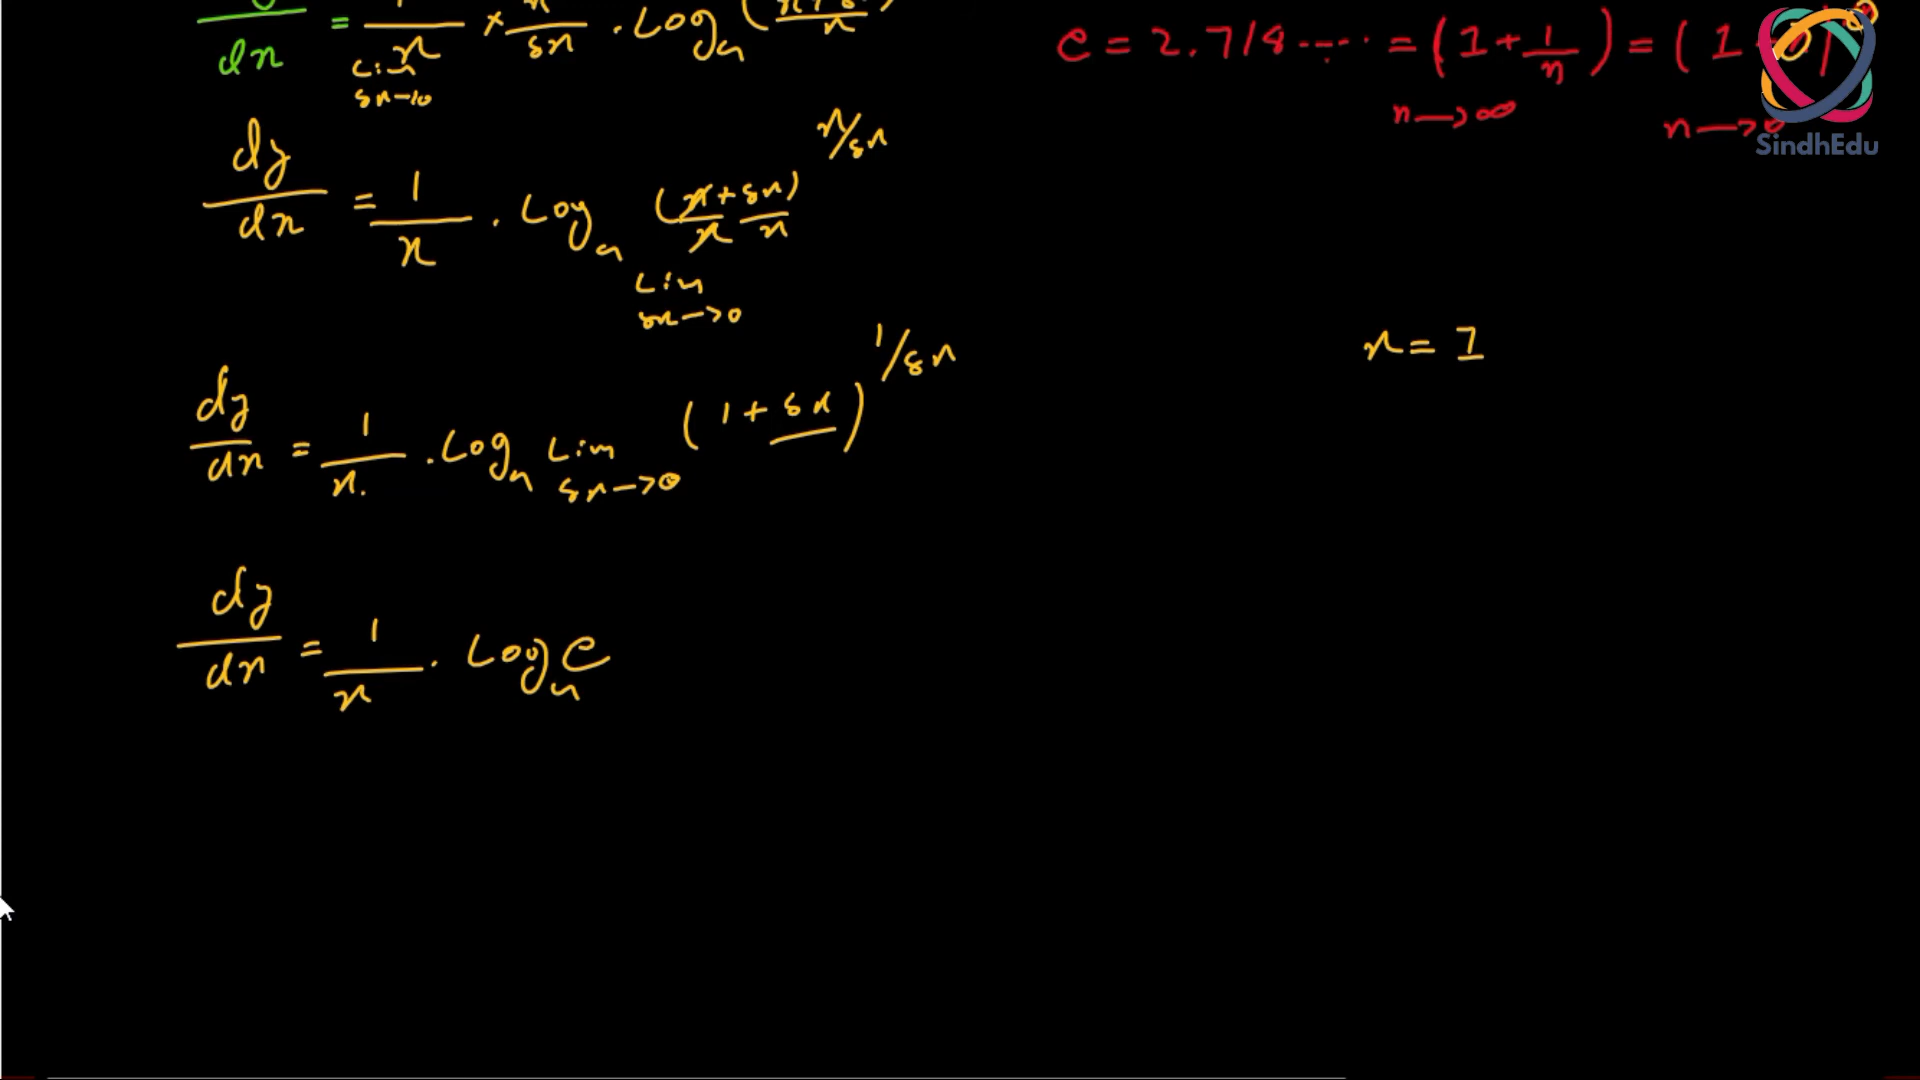 dx = 1/x × x/δx . Log_a (x+δx/x)
Lim δx→0
e = 2.718 ..... = (1 + 1/n) = (1 +
n → ∞ n → 0
SindhEdu
dy/dx = 1/x . Log_a (x/x + δx/x)^x/δx
Lim δx→0
x = 1
dy/dx = 1/x . Log_a Lim δx→0 (1 + δx)^1/δx
dy/dx = 1/x . Log_a e